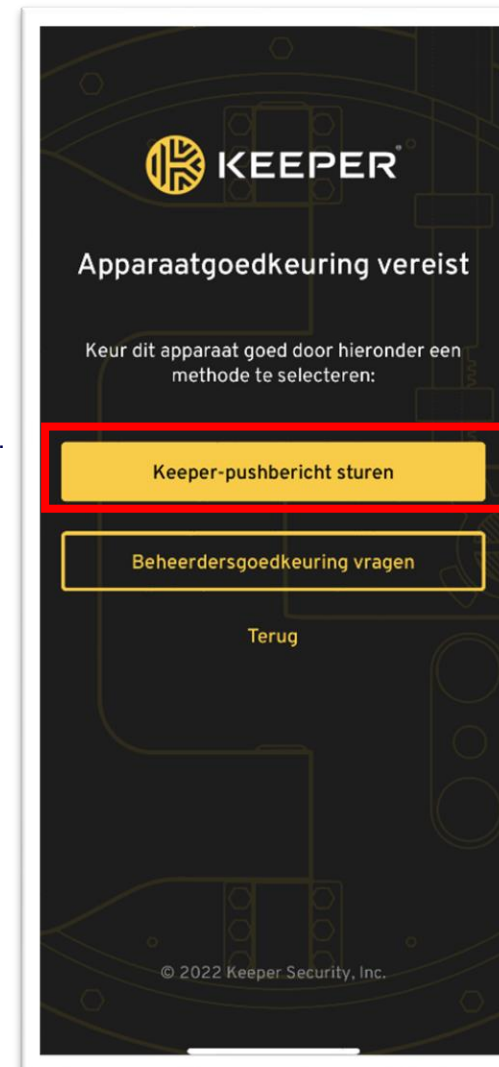 KEEPER
Apparaatgoedkeuring vereist
Keur dit apparaat goed door hieronder een
methode te selecteren:
Keeper-pushbericht sturen
Beheerdersgoedkeuring vragen
Terug
© 2022 Keeper Security, Inc.